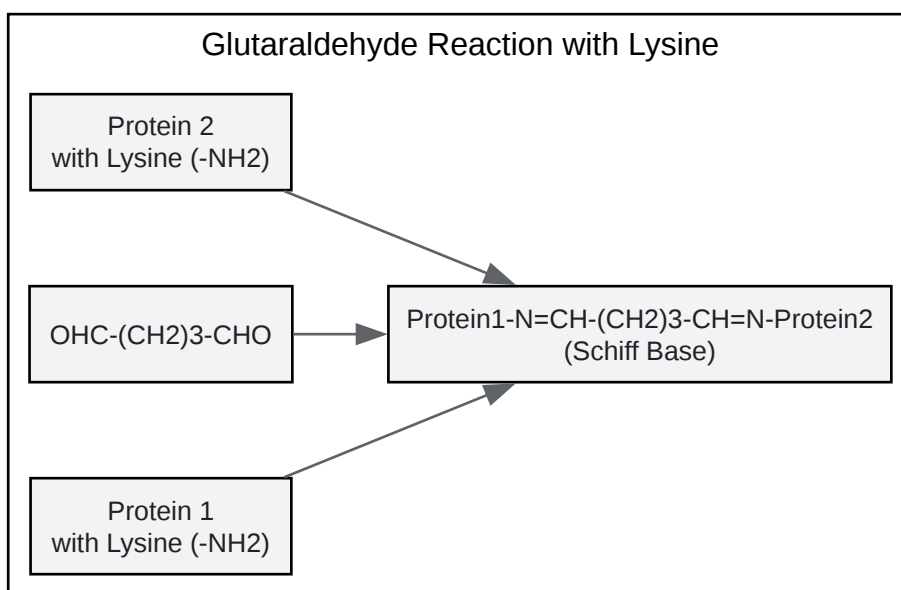 Glutaraldehyde Reaction with Lysine
Protein 2
with Lysine (-NH2)
OHC-(CH2)3-CHO
Protein1-N=CH-(CH2)3-CH=N-Protein2
(Schiff Base)
Protein 1
with Lysine (-NH2)